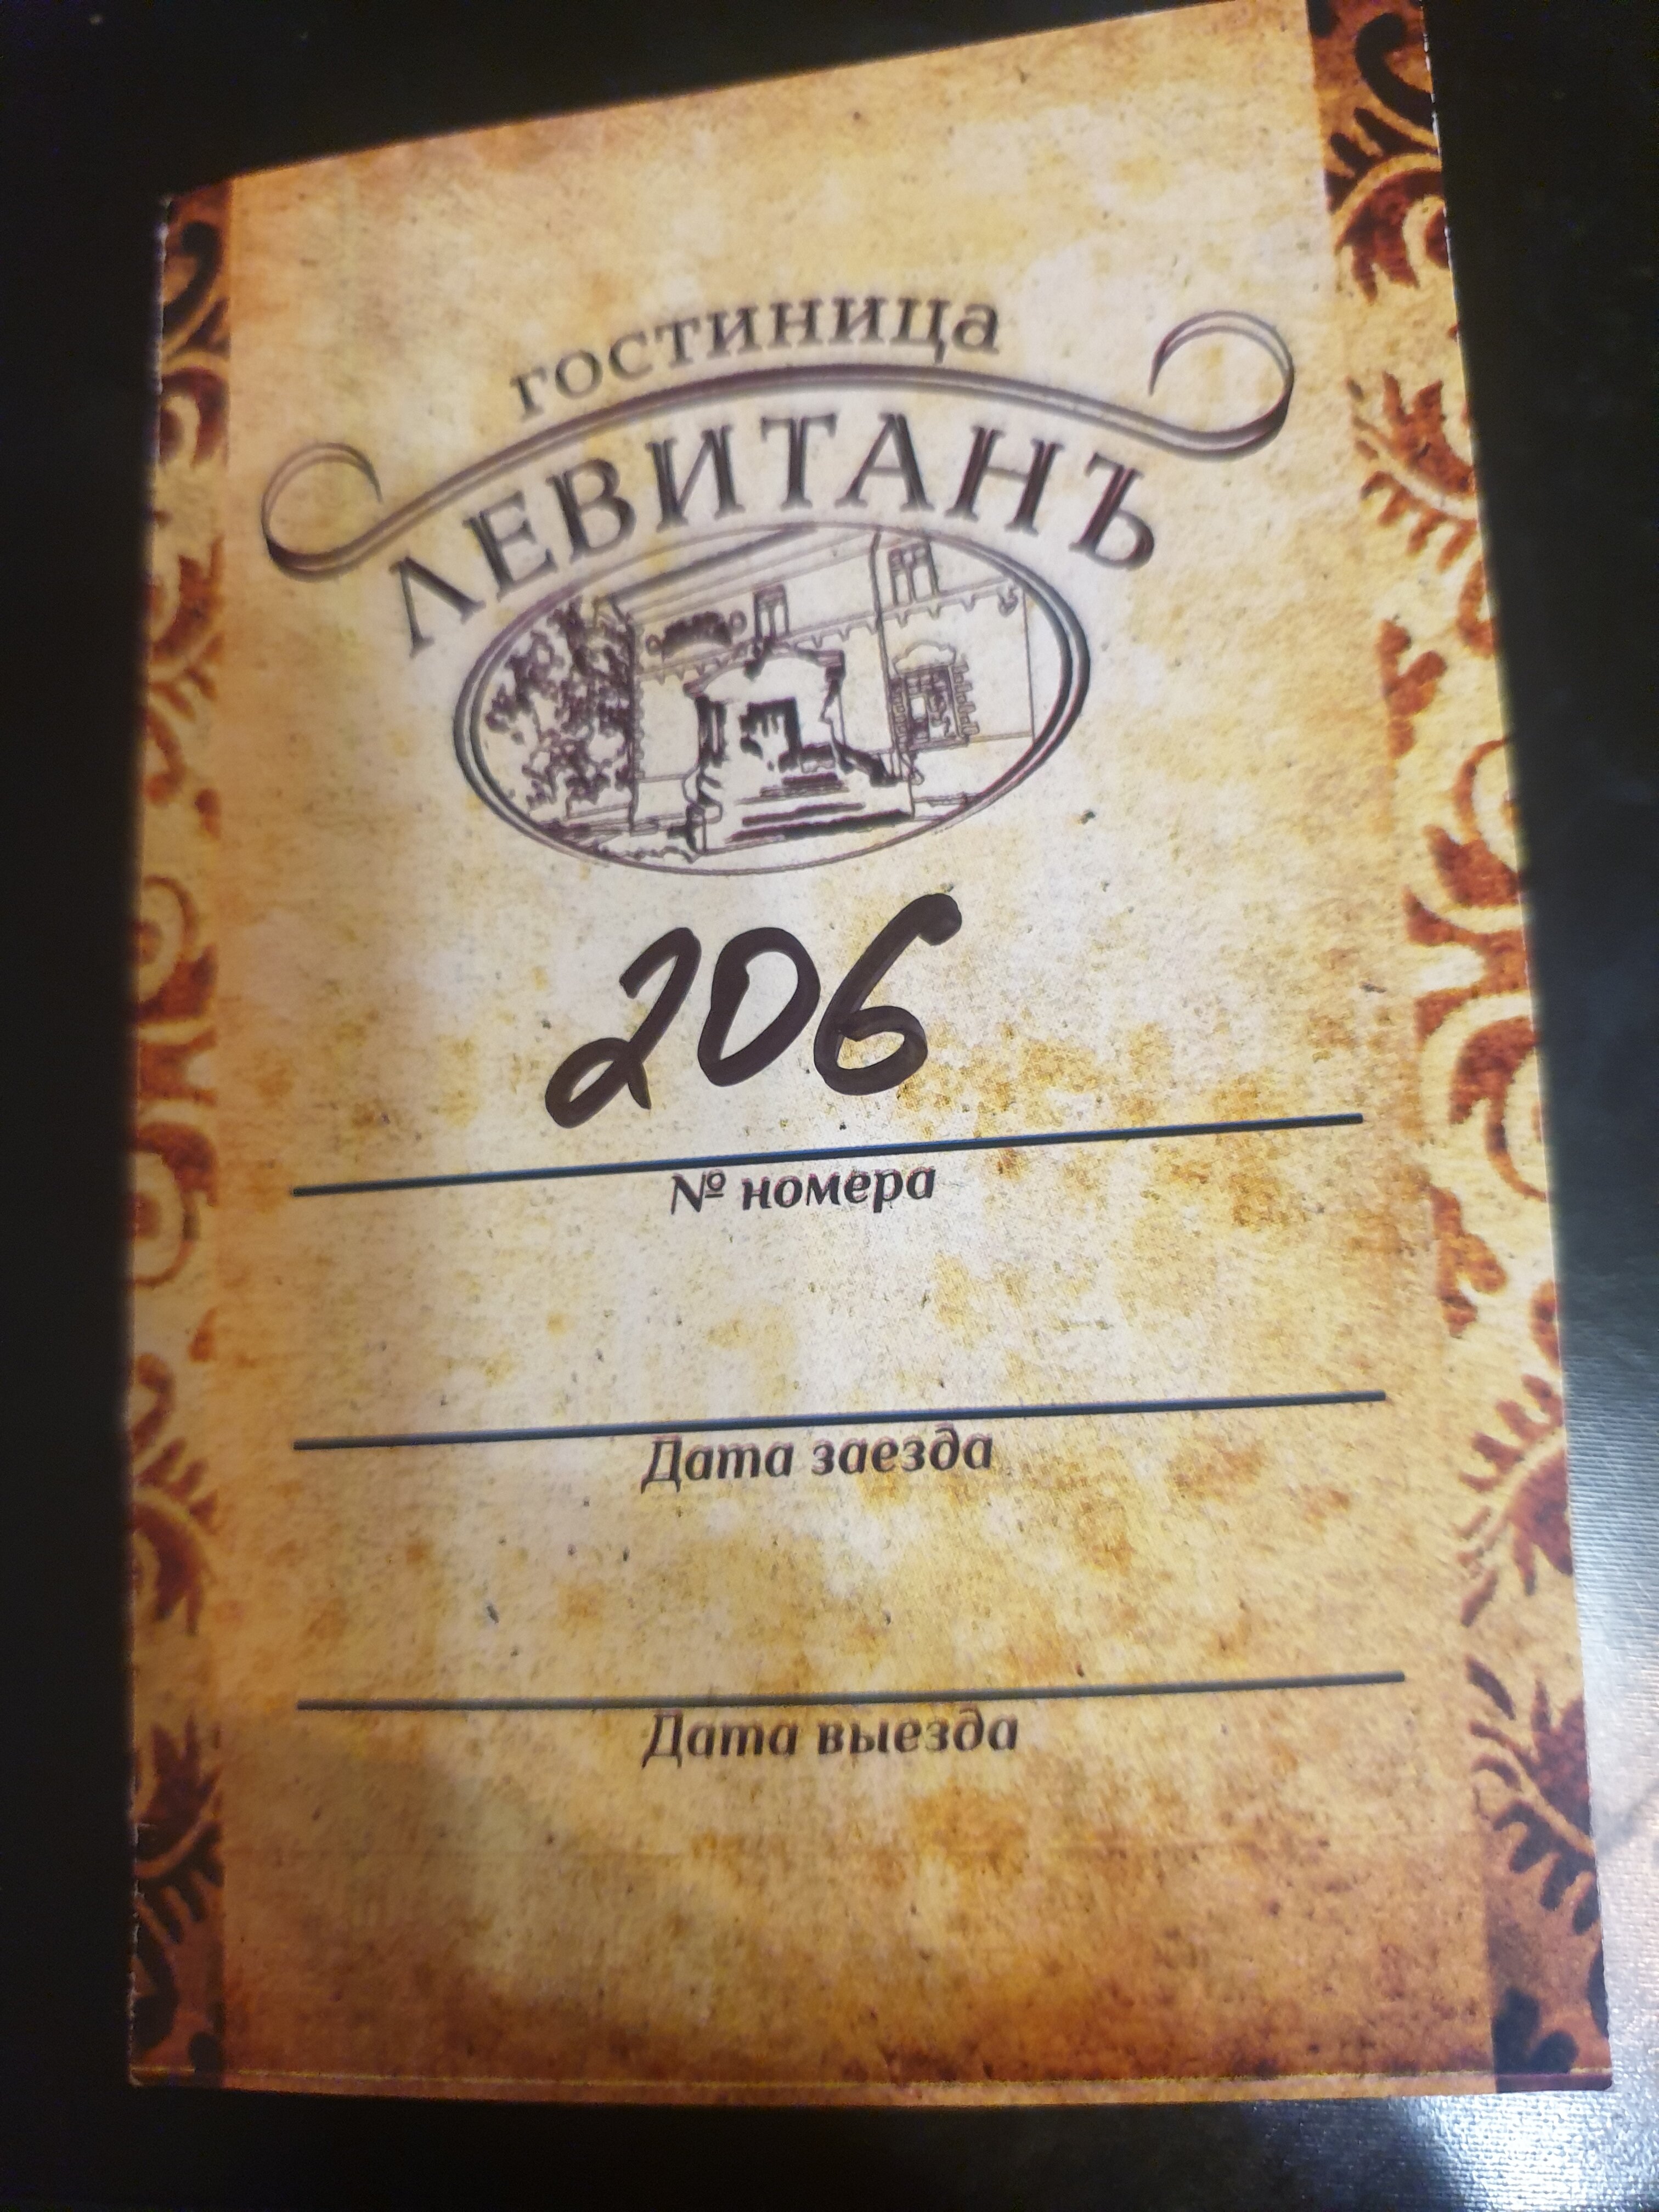 гостиница
ЛЕВИТАНЪ
206
№ номера
Дата заезда
Дата выезда